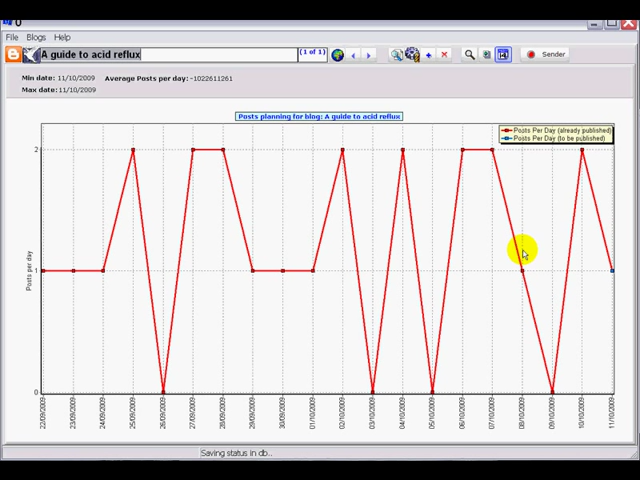 File Blogs Help
A guide to acid reflux
(1 of 1)
Sender
Min date: 11/10/2009 Average Posts per day: -1022611261
Max date: 11/10/2009
Posts planning for blog: A guide to acid reflux
Posts Per Day (already published)
Posts Per Day (to be published)
Posts per day
2
1
0
22/09/2009
23/09/2009
24/09/2009
25/09/2009
26/09/2009
27/09/2009
28/09/2009
29/09/2009
30/09/2009
01/10/2009
02/10/2009
03/10/2009
04/10/2009
05/10/2009
06/10/2009
07/10/2009
08/10/2009
09/10/2009
10/10/2009
11/10/2009
Saving status in db..